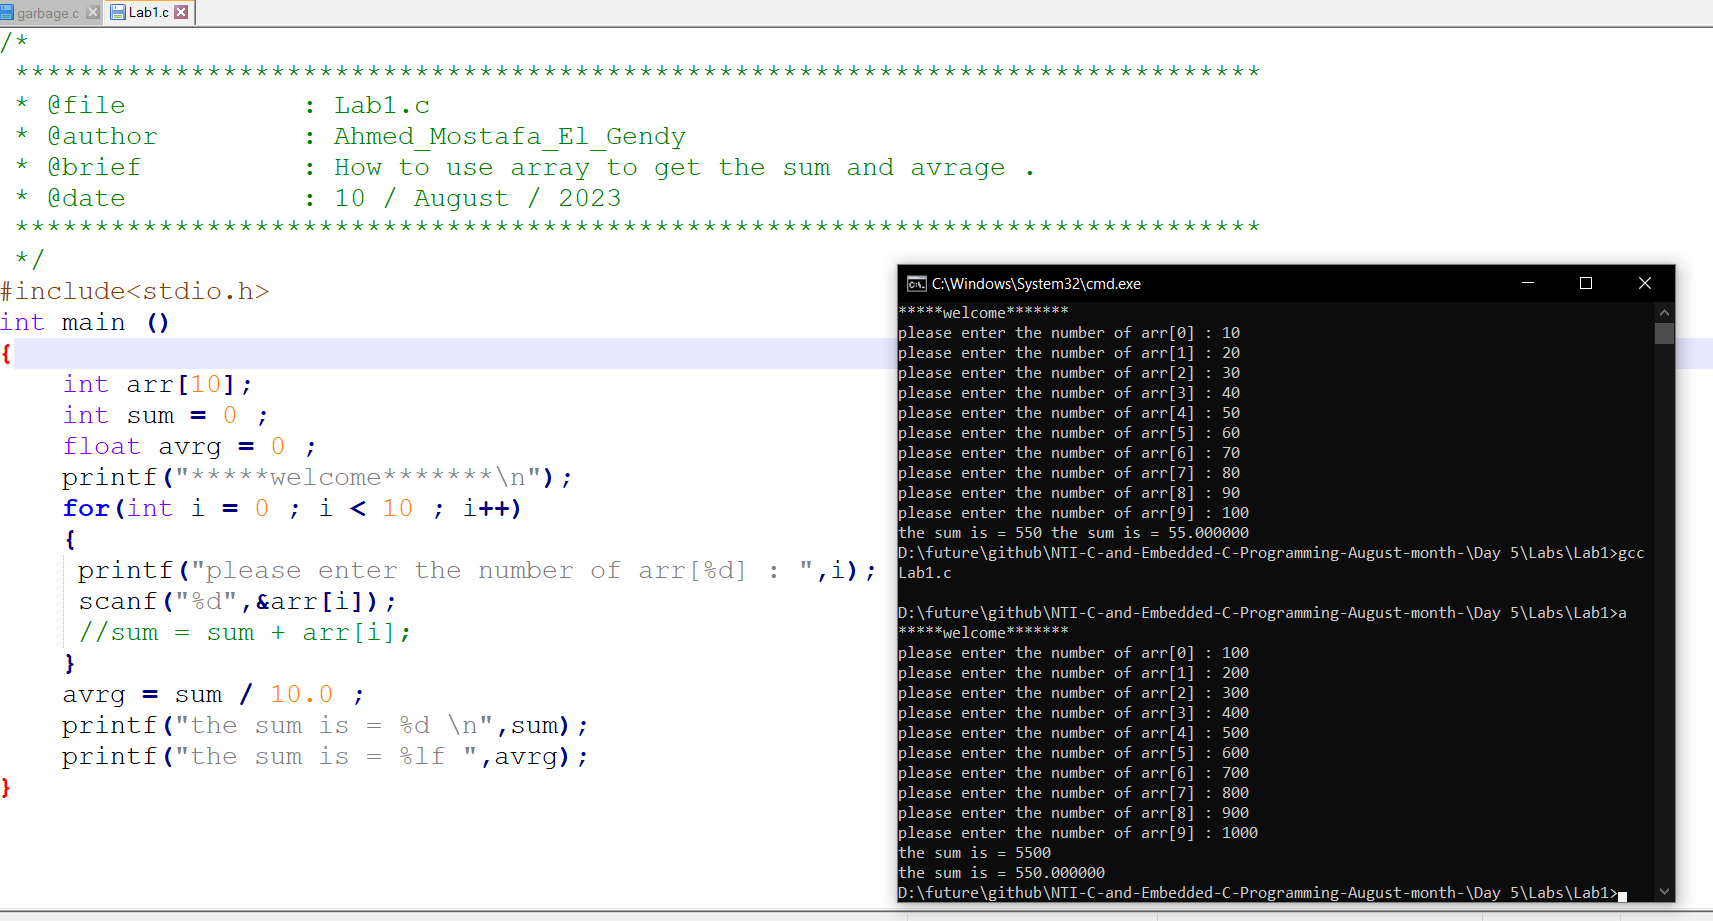 garbage.c
Lab1.c
/*
******************************************************************************
* @file           : Lab1.c
* @author         : Ahmed_Mostafa_El_Gendy
* @brief          : How to use array to get the sum and avrage .
* @date           : 10 / August / 2023
******************************************************************************
*/
#include<stdio.h>
int main ()
{
int arr[10];
int sum = 0 ;
float avrg = 0 ;
printf("*****welcome*******\n");
for(int i = 0 ; i < 10 ; i++)
{
printf("please enter the number of arr[%d] : ",i);
scanf("%d",&arr[i]);
//sum = sum + arr[i];
}
avrg = sum / 10.0 ;
printf("the sum is = %d \n",sum);
printf("the sum is = %lf ",avrg);
}
C:\Windows\System32\cmd.exe
*****welcome*******
please enter the number of arr[0] : 10
please enter the number of arr[1] : 20
please enter the number of arr[2] : 30
please enter the number of arr[3] : 40
please enter the number of arr[4] : 50
please enter the number of arr[5] : 60
please enter the number of arr[6] : 70
please enter the number of arr[7] : 80
please enter the number of arr[8] : 90
please enter the number of arr[9] : 100
the sum is = 550 the sum is = 55.000000
D:\future\github\NTI-C-and-Embedded-C-Programming-August-month-\Day 5\Labs\Lab1>gcc
Lab1.c
D:\future\github\NTI-C-and-Embedded-C-Programming-August-month-\Day 5\Labs\Lab1>a
*****welcome*******
please enter the number of arr[0] : 100
please enter the number of arr[1] : 200
please enter the number of arr[2] : 300
please enter the number of arr[3] : 400
please enter the number of arr[4] : 500
please enter the number of arr[5] : 600
please enter the number of arr[6] : 700
please enter the number of arr[7] : 800
please enter the number of arr[8] : 900
please enter the number of arr[9] : 1000
the sum is = 5500
the sum is = 550.000000
D:\future\github\NTI-C-and-Embedded-C-Programming-August-month-\Day 5\Labs\Lab1>